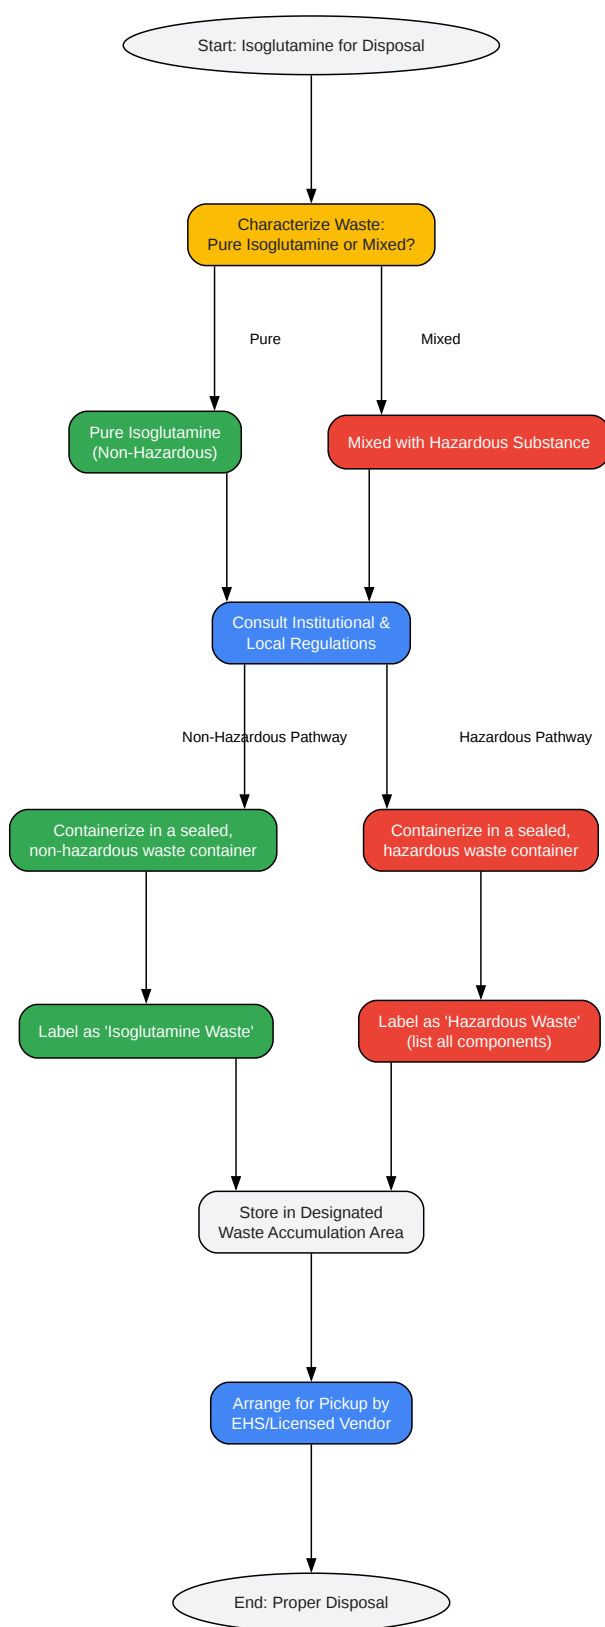 Start: Isoglutamine for Disposal
Characterize Waste:
Pure Isoglutamine or Mixed?
Pure
Mixed
Pure Isoglutamine
(Non-Hazardous)
Mixed with Hazardous Substance
Consult Institutional &
Local Regulations
Non-Hazardous Pathway
Hazardous Pathway
Containerize in a sealed,
non-hazardous waste container
Containerize in a sealed,
hazardous waste container
Label as 'Isoglutamine Waste'
Label as 'Hazardous Waste'
(list all components)
Store in Designated
Waste Accumulation Area
Arrange for Pickup by
EHS/Licensed Vendor
End: Proper Disposal